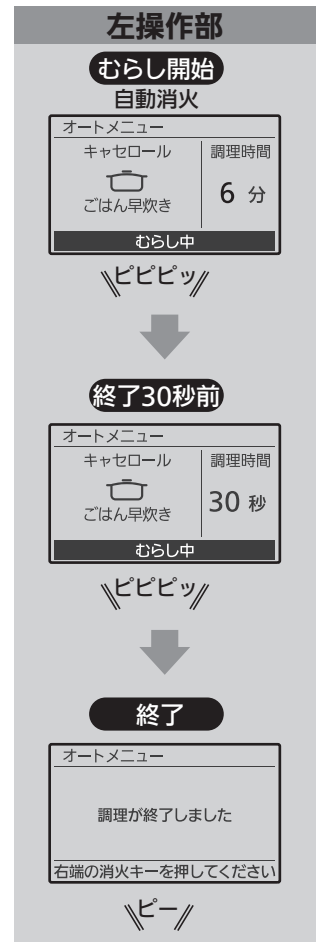 左操作部
むらし開始
自動消火
オートメニュー
キャセロール
調理時間
ごはん早炊き
6 分
むらし中
ピピピッ
終了30秒前
オートメニュー
キャセロール
調理時間
ごはん早炊き
30 秒
むらし中
ピピピッ
終了
オートメニュー
調理が終了しました
右端の消火キーを押してください
ピー